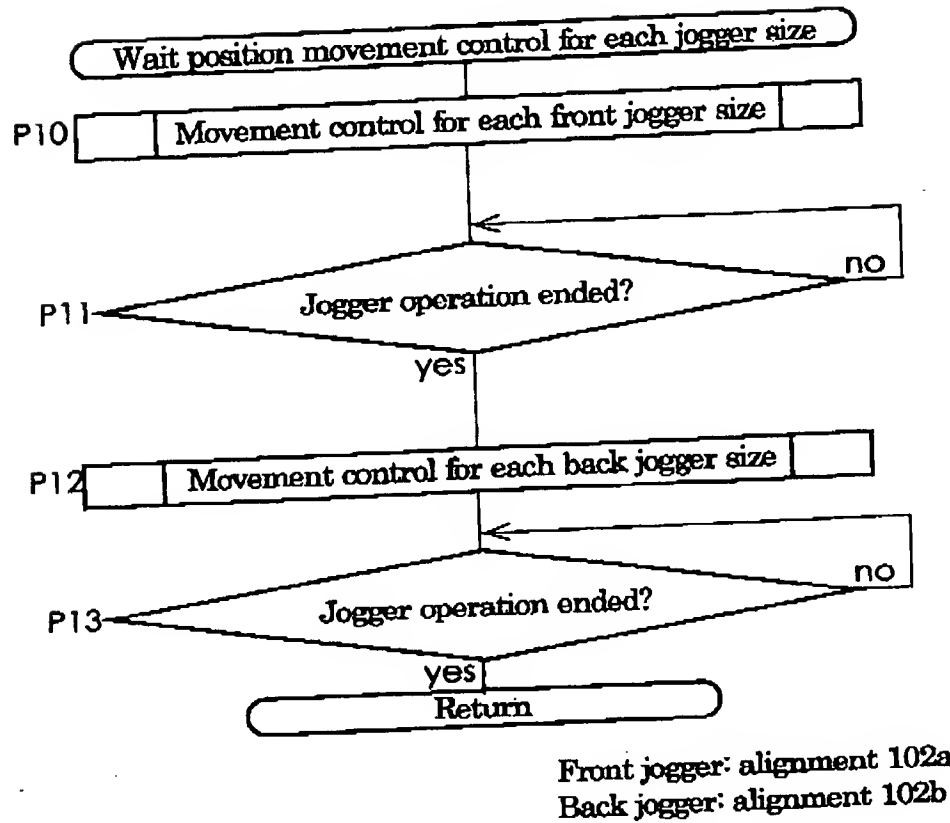 Wait position movement control for each jogger size
P10 Movement control for each front jogger size
no
P11 Jogger operation ended?
yes
P12 Movement control for each back jogger size
no
P13 Jogger operation ended?
yes
Return
Front jogger: alignment 102a
Back jogger: alignment 102b